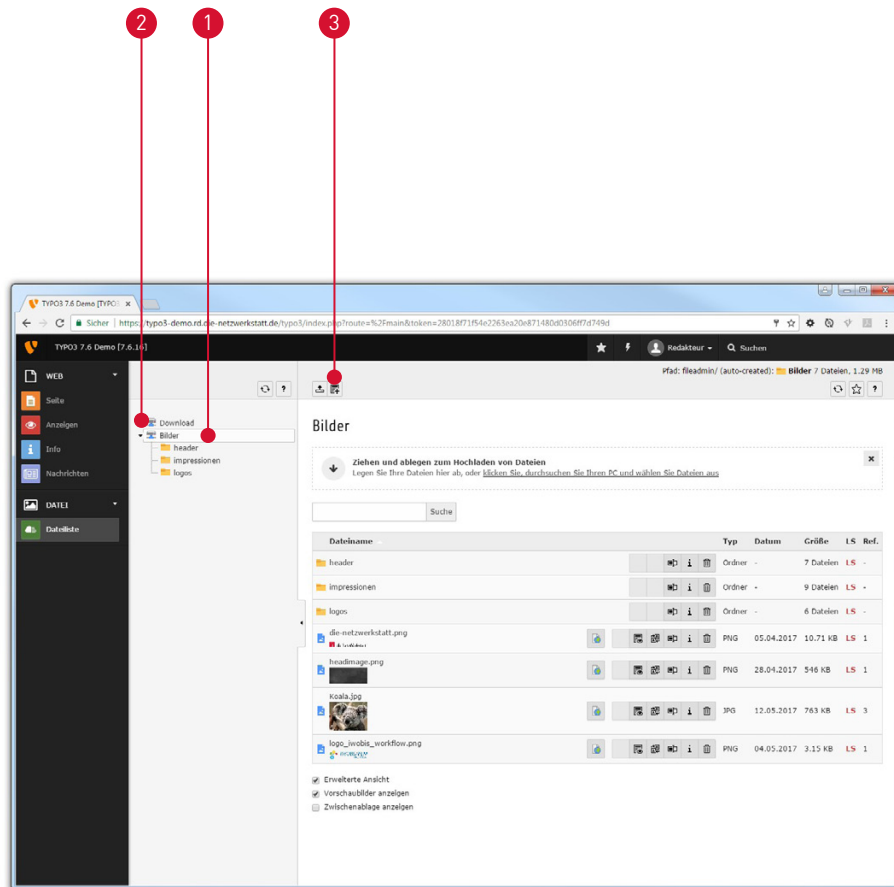 2 1 3
TYPO3 7.6 Demo [TYPO3
Sicher | https://typo3-demo.rd.die-netzwerkstatt.de/typo3/index.php?route=%2Fmain&token=28018f71f54e2263ea20e871480d0306ff7d749d
TYPO3 7.6 Demo [7.6.16] Redakteur Suchen
WEB
Seite
Anzeigen
Info
Nachrichten
DATEI
Dateiliste
Download
Bilder
header
impressionen
logos
Pfad: fileadmin/ (auto-created): Bilder 7 Dateien, 1.29 MB
Bilder
Ziehen und ablegen zum Hochladen von Dateien
Legen Sie Ihre Dateien hier ab, oder klicken Sie, durchsuchen Sie Ihren PC und wählen Sie Dateien aus
Suche
Dateiname Typ Datum Größe LS Ref.
header Ordner - 7 Dateien LS -
impressionen Ordner - 9 Dateien LS -
logos Ordner - 6 Dateien LS -
die-netzwerkstatt.png PNG 05.04.2017 10.71 KB LS 1
headimage.png PNG 28.04.2017 546 KB LS 1
Koala.jpg JPG 12.05.2017 763 KB LS 3
logo_iwobis_workflow.png PNG 04.05.2017 3.15 KB LS 1
Erweiterte Ansicht
Vorschaubilder anzeigen
Zwischenablage anzeigen